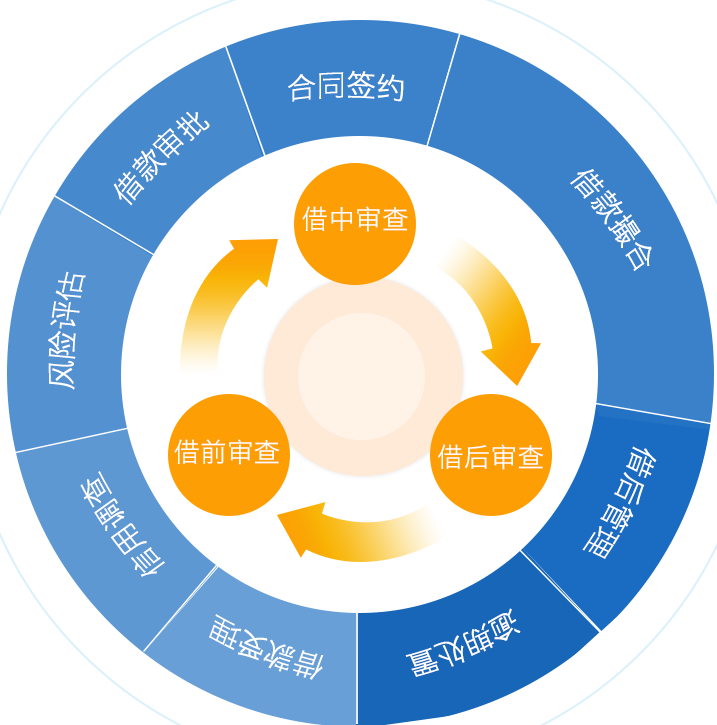 合同签约
借款撮合
借后管理
逾期处置
借款受理
信用调查
风险评估
借款审批
借中审查
借后审查
借前审查